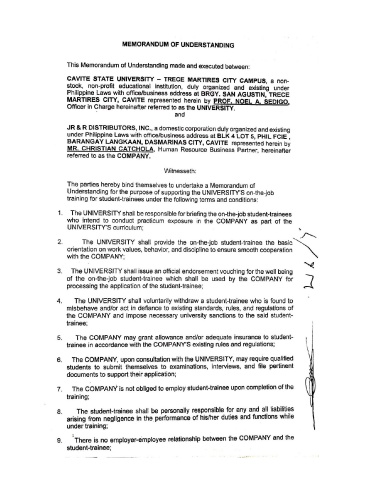 MEMORANDUM OF UNDERSTANDING
This Memorandum of Understanding made and executed between:
CAVITE STATE UNIVERSITY – TRECE MARTIRES CITY CAMPUS, a non-
stock, non-profit educational institution, duly organized and existing under
Philippine Laws with office/business address at BRGY. SAN AGUSTIN, TRECE
MARTIRES CITY, CAVITE represented herein by PROF. NOEL A. SEDIGO,
Officer in Charge hereinafter referred to as the UNIVERSITY.
and
JR & R DISTRIBUTORS, INC., a domestic corporation duly organized and existing
under Philippine Laws with office/business address at BLK 4 LOT 5, PHIL FCIE ,
BARANGAY LANGKAAN, DASMARINAS CITY, CAVITE represented herein by
MR. CHRISTIAN CATCHOLA, Human Resource Business Partner, hereinafter
referred to as the COMPANY.
Witnesseth:
The parties hereby bind themselves to undertake a Memorandum of
Understanding for the purpose of supporting the UNIVERSITY'S on-the-job
training for student-trainees under the following terms and conditions:
1. The UNIVERSITY shall be responsible for briefing the on-the-job student-trainees
who intend to conduct practicum exposure in the COMPANY as part of the
UNIVERSITY'S curriculum;
2. The UNIVERSITY shall provide the on-the-job student-trainee the basic
orientation on work values, behavior, and discipline to ensure smooth cooperation
with the COMPANY;
3. The UNIVERSITY shall issue an official endorsement vouching for the well being
of the on-the-job student-trainee which shall be used by the COMPANY for
processing the application of the student-trainee;
4. The UNIVERSITY shall voluntarily withdraw a student-trainee who is found to
misbehave and/or act in defiance to existing standards, rules, and regulations of
the COMPANY and impose necessary university sanctions to the said student-
trainee;
5. The COMPANY may grant allowance and/or adequate insurance to student-
trainees in accordance with the COMPANY'S existing rules and regulations;
6. The COMPANY, upon consultation with the UNIVERSITY, may require qualified
students to submit themselves to examinations, interviews, and file pertinent
documents to support their application;
7. The COMPANY is not obliged to employ student-trainee upon completion of the
training;
8. The student-trainee shall be personally responsible for any and all liabilities
arising from negligence in the performance of his/her duties and functions while
under training;
9. There is no employer-employee relationship between the COMPANY and the
student-trainee;